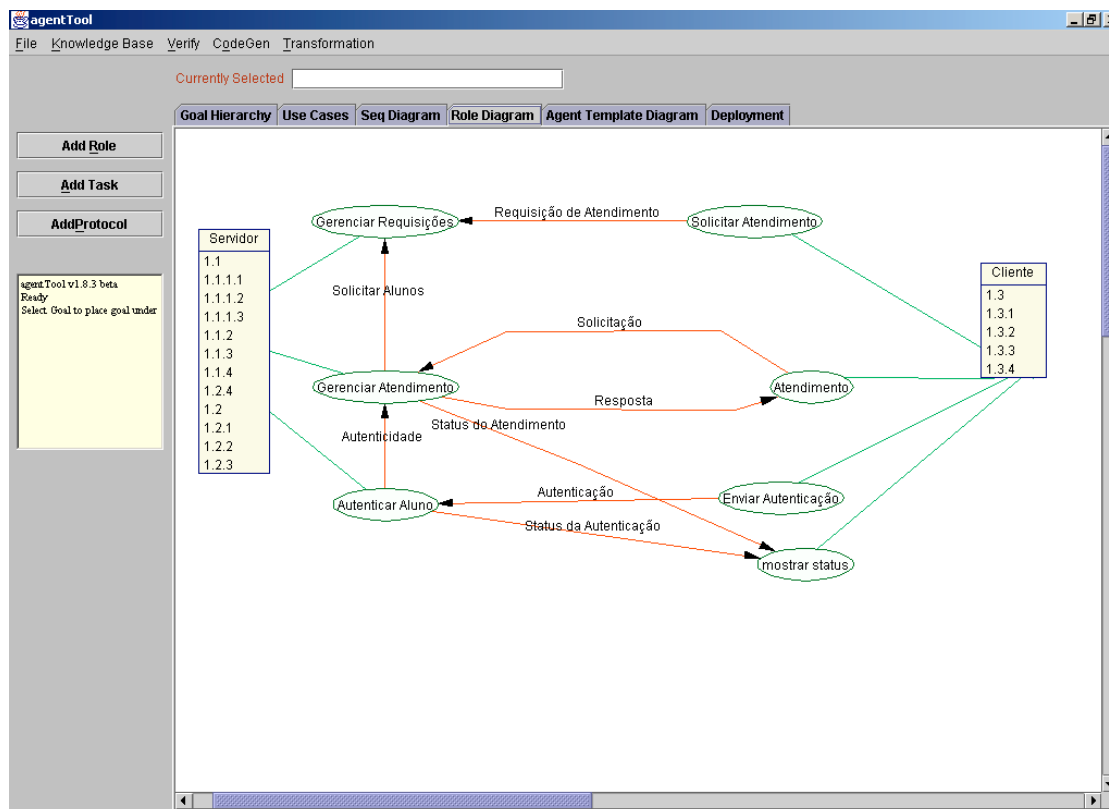 agentTool
File Knowledge Base Verify CodeGen Transformation
Currently Selected
Goal Hierarchy Use Cases Seq Diagram Role Diagram Agent Template Diagram Deployment
Add Role
Add Task
AddProtocol
agentTool v1.8.3 beta
Ready
Select Goal to place goal under
Servidor
1.1
1.1.1.1
1.1.1.2
1.1.1.3
1.1.2
1.1.3
1.1.4
1.2.4
1.2
1.2.1
1.2.2
1.2.3
Gerenciar Requisições
Requisição de Atendimento
Solicitar Atendimento
Solicitar Alunos
Solicitação
Gerenciar Atendimento
Atendimento
Resposta
Status do Atendimento
Autenticidade
Autenticação
Enviar Autenticação
Autenticar Aluno
Status da Autenticação
mostrar status
Cliente
1.3
1.3.1
1.3.2
1.3.3
1.3.4